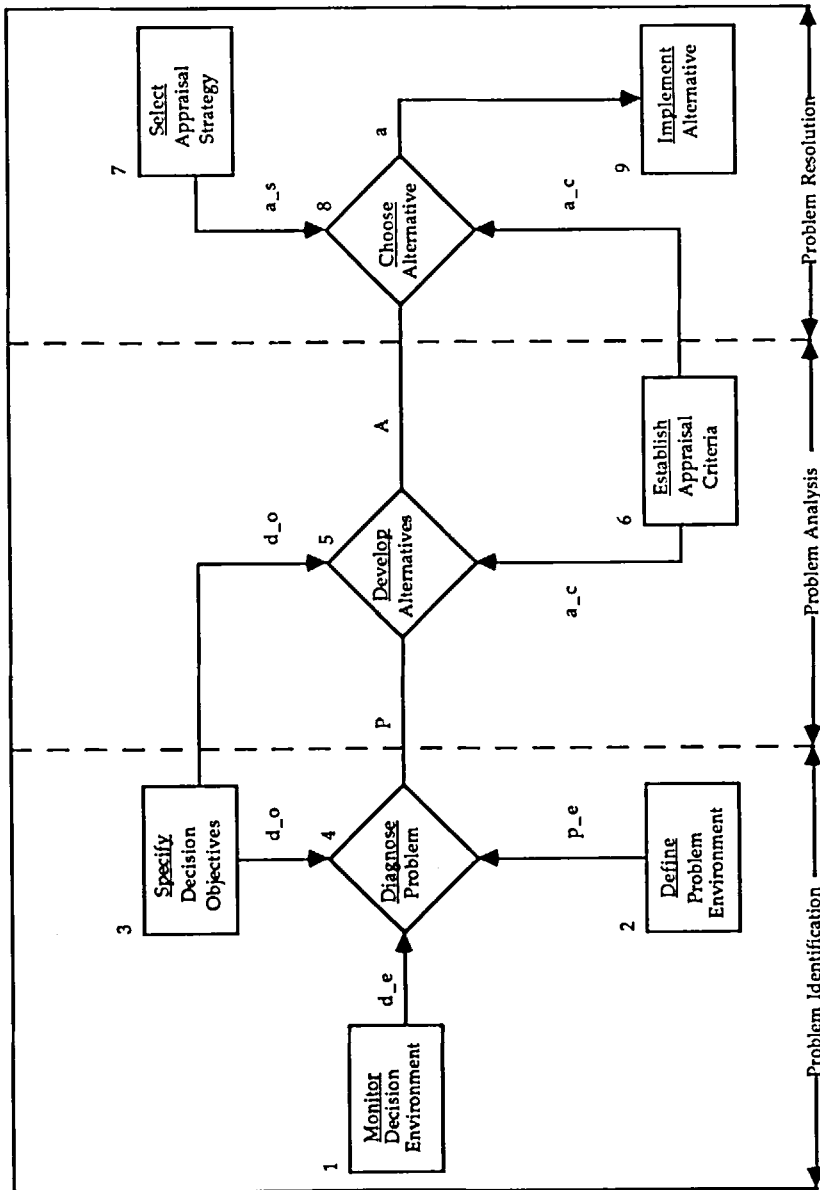 1
Monitor
Decision
Environment
d_e
3
Specify
Decision
Objectives
d_o
d_o
4
Diagnose
Problem
p_e
2
Define
Problem
Environment
P
5
Develop
Alternatives
a_c
6
Establish
Appraisal
Criteria
A
7
Select
Appraisal
Strategy
a_s
8
Choose
Alternative
a
a_c
9
Implement
Alternative
Problem Identification
Problem Analysis
Problem Resolution